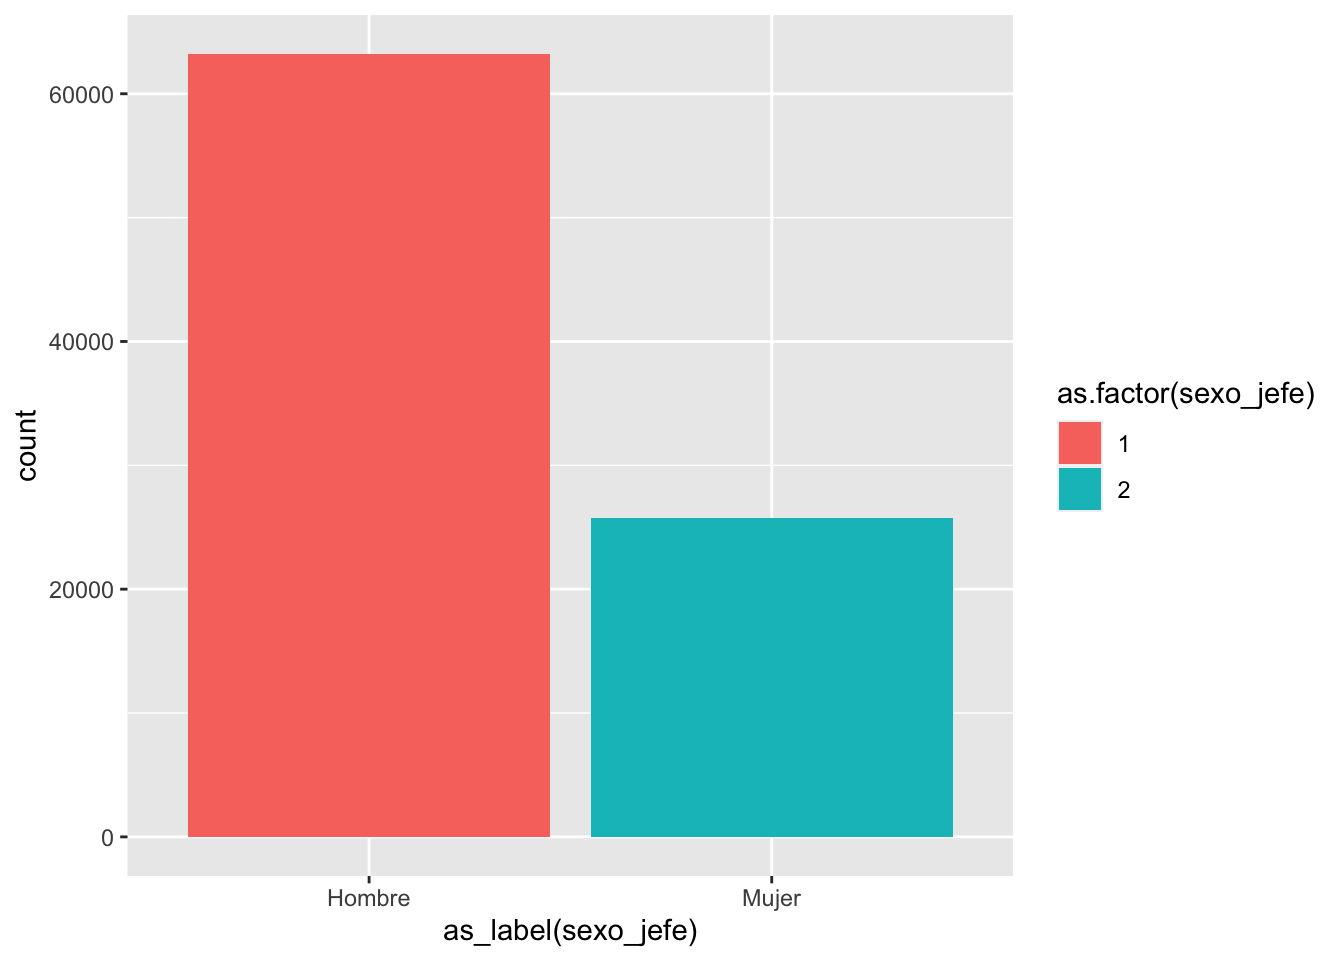 60000
40000
20000
0
count
Hombre
Mujer
as_label(sexo_jefe)
as.factor(sexo_jefe)
1
2